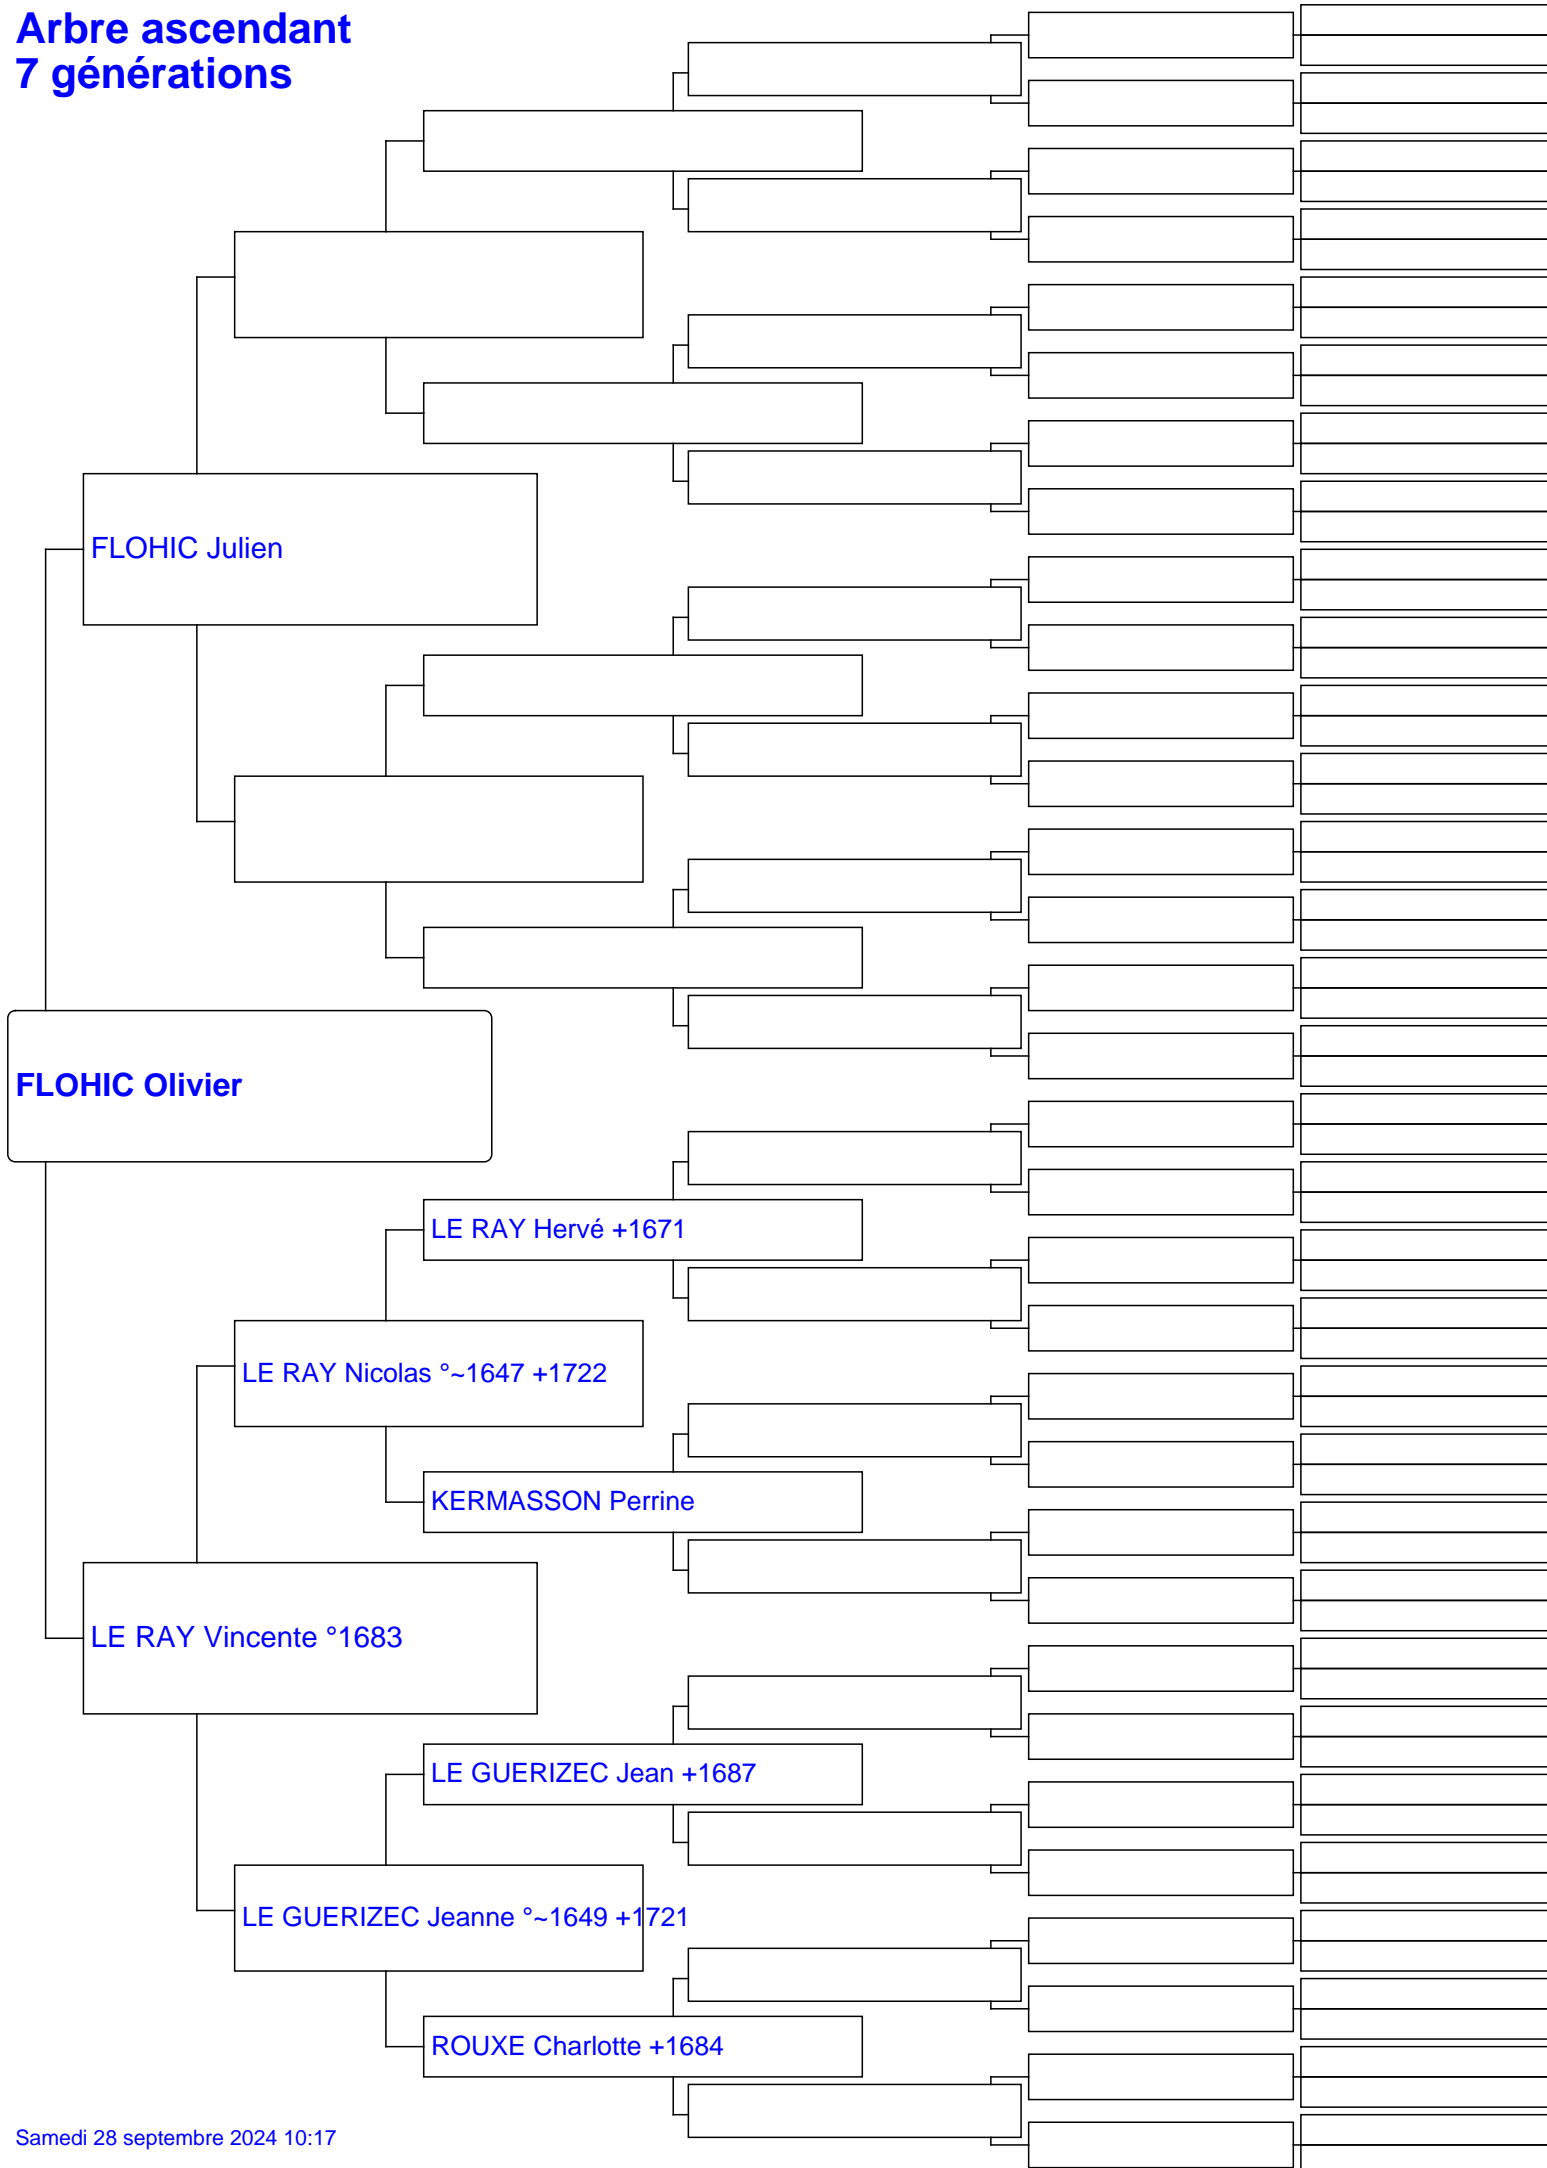 Arbre ascendant
7 générations
FLOHIC Julien
FLOHIC Olivier
LE RAY Hervé +1671
LE RAY Nicolas °~1647 +1722
KERMASSON Perrine
LE RAY Vincente °1683
LE GUERIZEC Jean +1687
LE GUERIZEC Jeanne °~1649 +1721
ROUXE Charlotte +1684
Samedi 28 septembre 2024 10:17